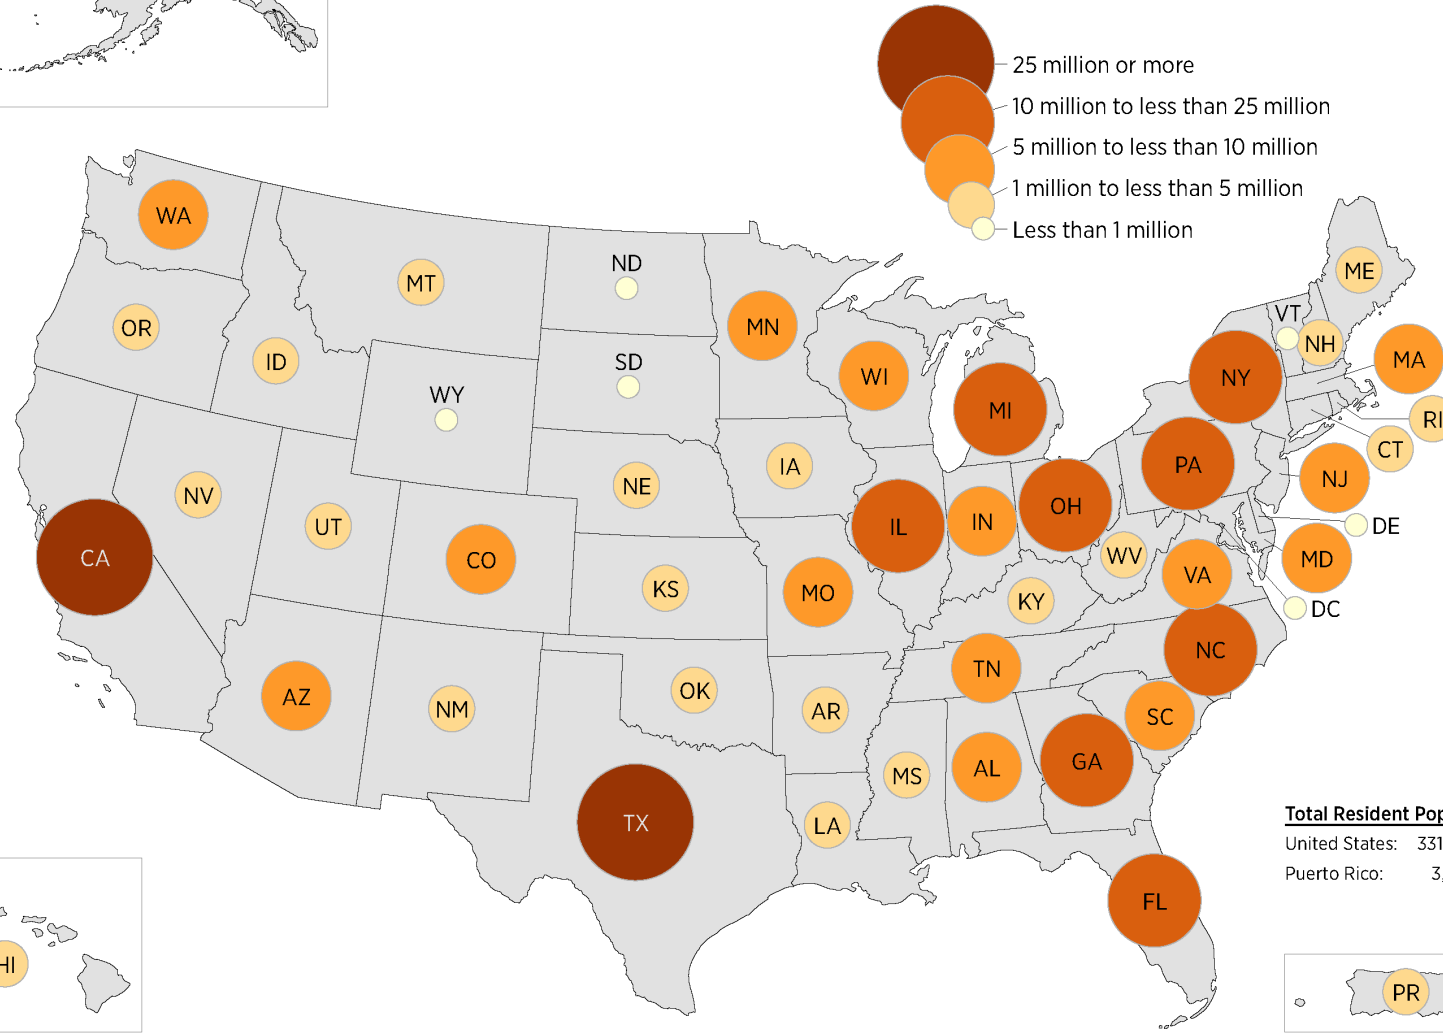 25 million or more
10 million to less than 25 million
5 million to less than 10 million
1 million to less than 5 million
Less than 1 million
WA
MT
ND
ME
OR
ID
MN
VT
NH
WI
SD
MA
WY
NY
MI
RI
CT
IA
PA
NJ
NV
NE
UT
IL
IN
OH
DE
CA
CO
WV
MD
KS
MO
VA
KY
DC
NC
AZ
NM
OK
TN
AR
SC
MS
AL
GA
TX
LA
Total Resident Pop
United States: 331
Puerto Rico: 3,
FL
HI
PR